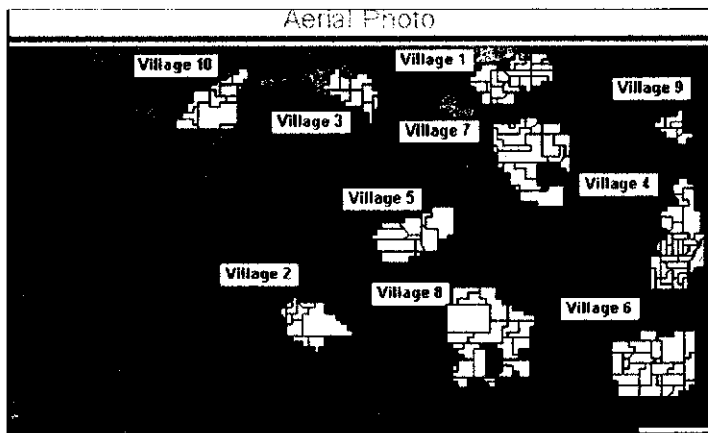 Aerial Photo
Village 10
Village 1
Village 9
Village 3
Village 7
Village 4
Village 5
Village 2
Village 8
Village 6